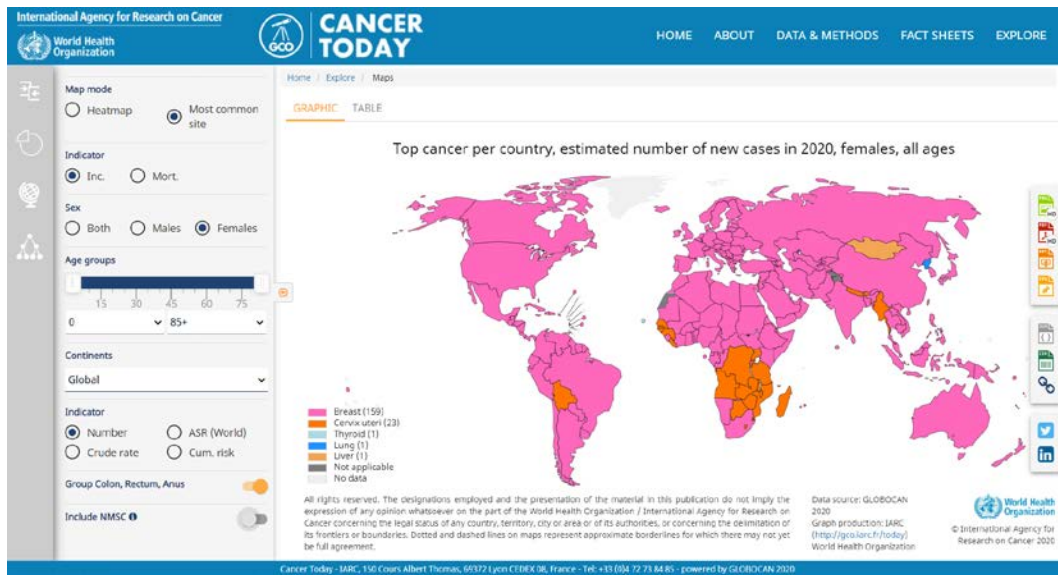 International Agency for Research on Cancer
World Health
Organization
GCO
CANCER
TODAY
HOME ABOUT DATA & METHODS FACT SHEETS EXPLORE
Home / Explore / Maps
GRAPHIC TABLE
Map mode
Heatmap Most common
site
Indicator
Inc. Mort.
Sex
Both Males Females
Age groups
15 30 45 60 75
0 85+
Continents
Global
Indicator
Number ASR (World)
Crude rate Cum. risk
Group Colon, Rectum, Anus
Include NMSC
Top cancer per country, estimated number of new cases in 2020, females, all ages
Breast (159)
Cervix uteri (23)
Thyroid (1)
Lung (1)
Liver (1)
Not applicable
No data
All rights reserved. The designations employed and the presentation of the material in this publication do not imply the
expression of any opinion whatsoever on the part of the World Health Organization / International Agency for Research on
Cancer concerning the legal status of any country, territory, city or area or of its authorities, or concerning the delimitation of
its frontiers or boundaries. Dotted and dashed lines on maps represent approximate borderlines for which there may not yet
be full agreement.
Data source: GLOBOCAN
2020
Graph production: IARC
(http://gco.iarc.fr/today)
World Health Organization
World Health
Organization
© International Agency for
Research on Cancer 2020
Cancer Today - IARC, 150 Cours Albert Thomas, 69372 Lyon CEDEX 08, France - Tel: +33 (0)4 72 73 84 85 - powered by GLOBOCAN 2020